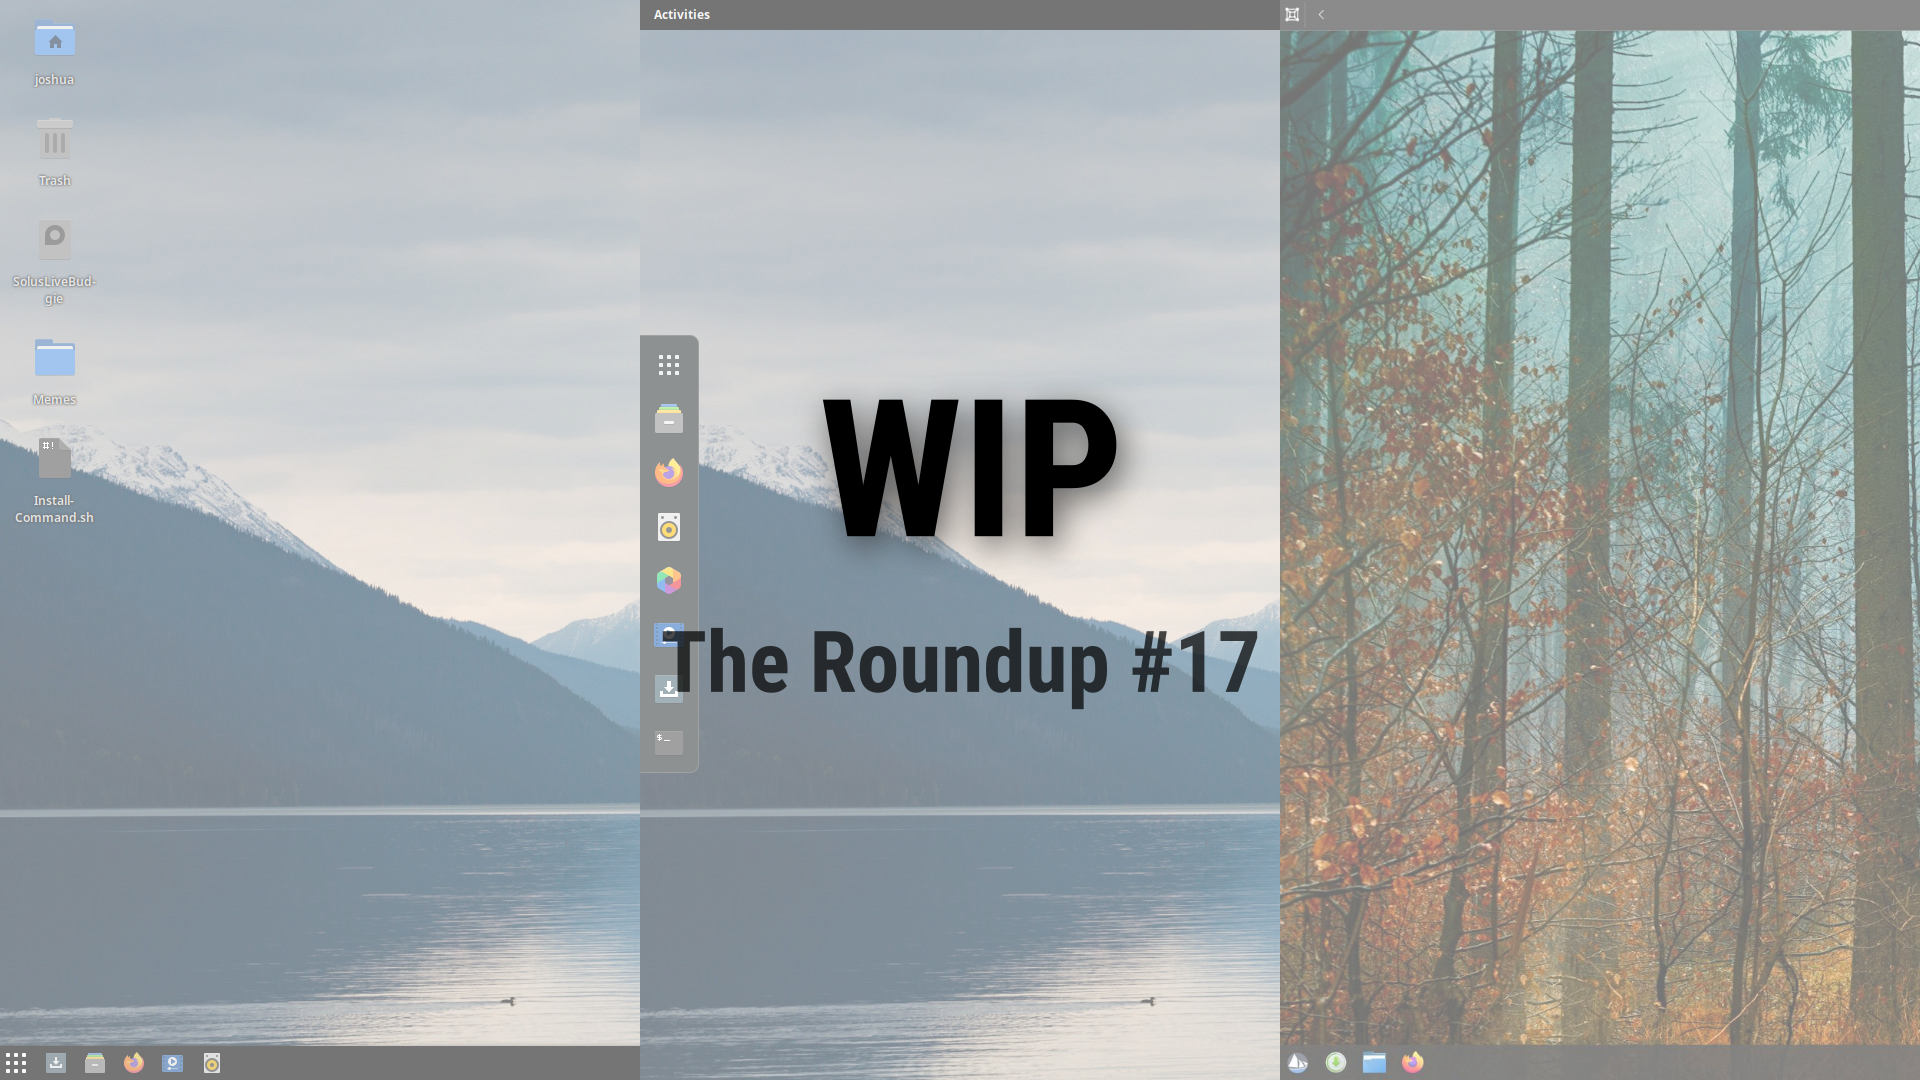 joshua
Trash
SolusLiveBud-
gie
Memes
#!
Install-
Command.sh
Activities
WIP
The Roundup #17
$_